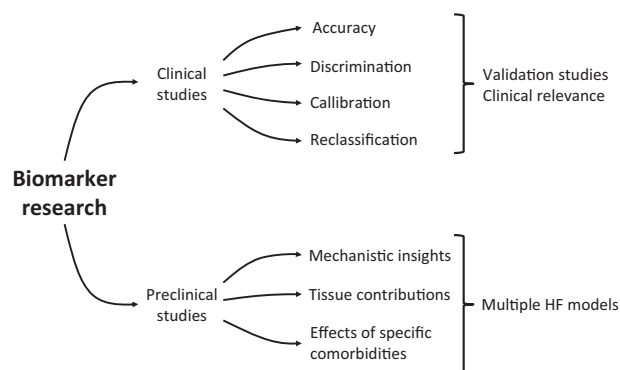 Biomarker
research
Clinical
studies
Accuracy
Discrimination
Callibration
Reclassification
Validation studies
Clinical relevance
Preclinical
studies
Mechanistic insights
Tissue contributions
Effects of specific
comorbidities
Multiple HF models